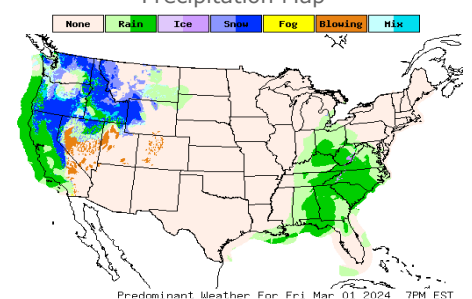 Precipitation Map
None Rain Ice Snow Fog Blowing Mix
Predominant Weather For Fri Mar 01 2024 7PM EST